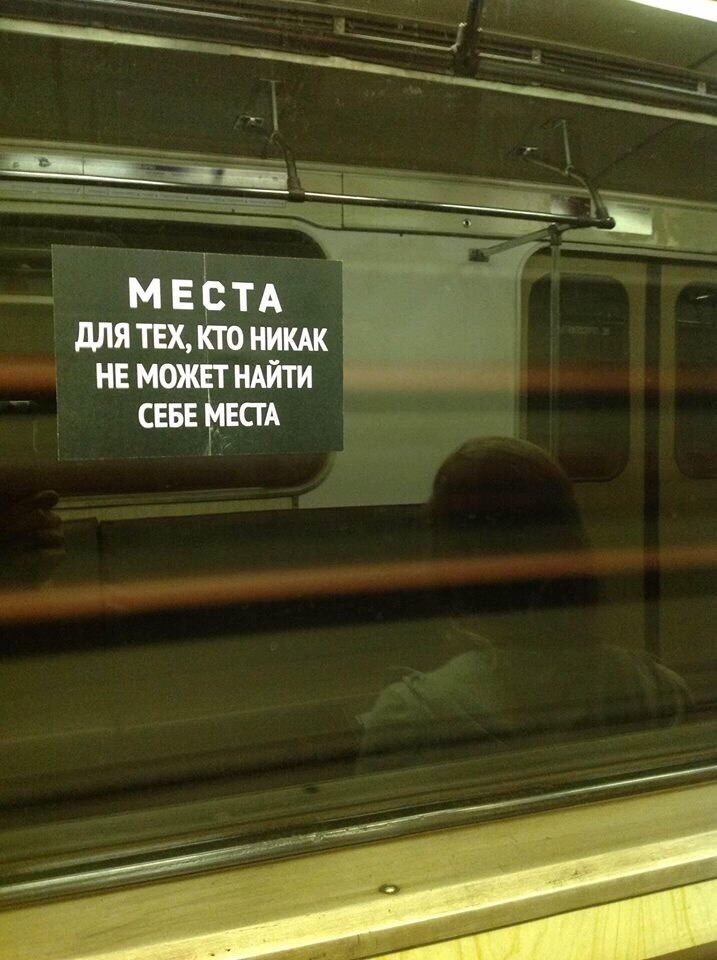 МЕСТА
ДЛЯ ТЕХ, КТО НИКАК
НЕ МОЖЕТ НАЙТИ
СЕБЕ МЕСТА